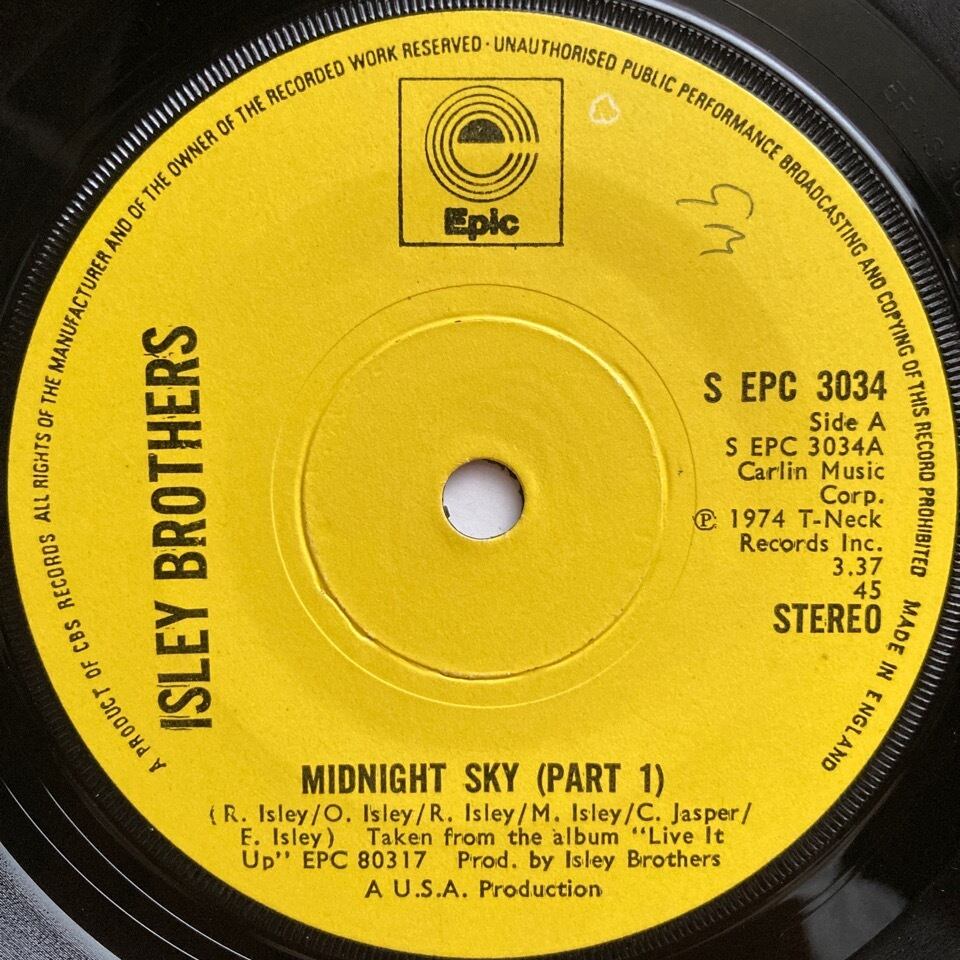 A PRODUCT OF CBS RECORDS ALL RIGHTS OF THE MANUFACTURER AND OF THE OWNER OF THE RECORDED WORK RESERVED · UNAUTHORISED PUBLIC PERFORMANCE BROADCASTING AND COPYING OF THIS RECORD PROHIBITED MADE IN ENGLAND
Epic
ISLEY BROTHERS
S EPC 3034
Side A
S EPC 3034A
Carlin Music
Corp.
℗ 1974 T-Neck
Records Inc.
3.37
45
STEREO
MIDNIGHT SKY (PART 1)
(R. Isley/O. Isley/R. Isley/M. Isley/C. Jasper/
E. Isley) Taken from the album "Live It
Up" EPC 80317 Prod. by Isley Brothers
A U.S.A. Production